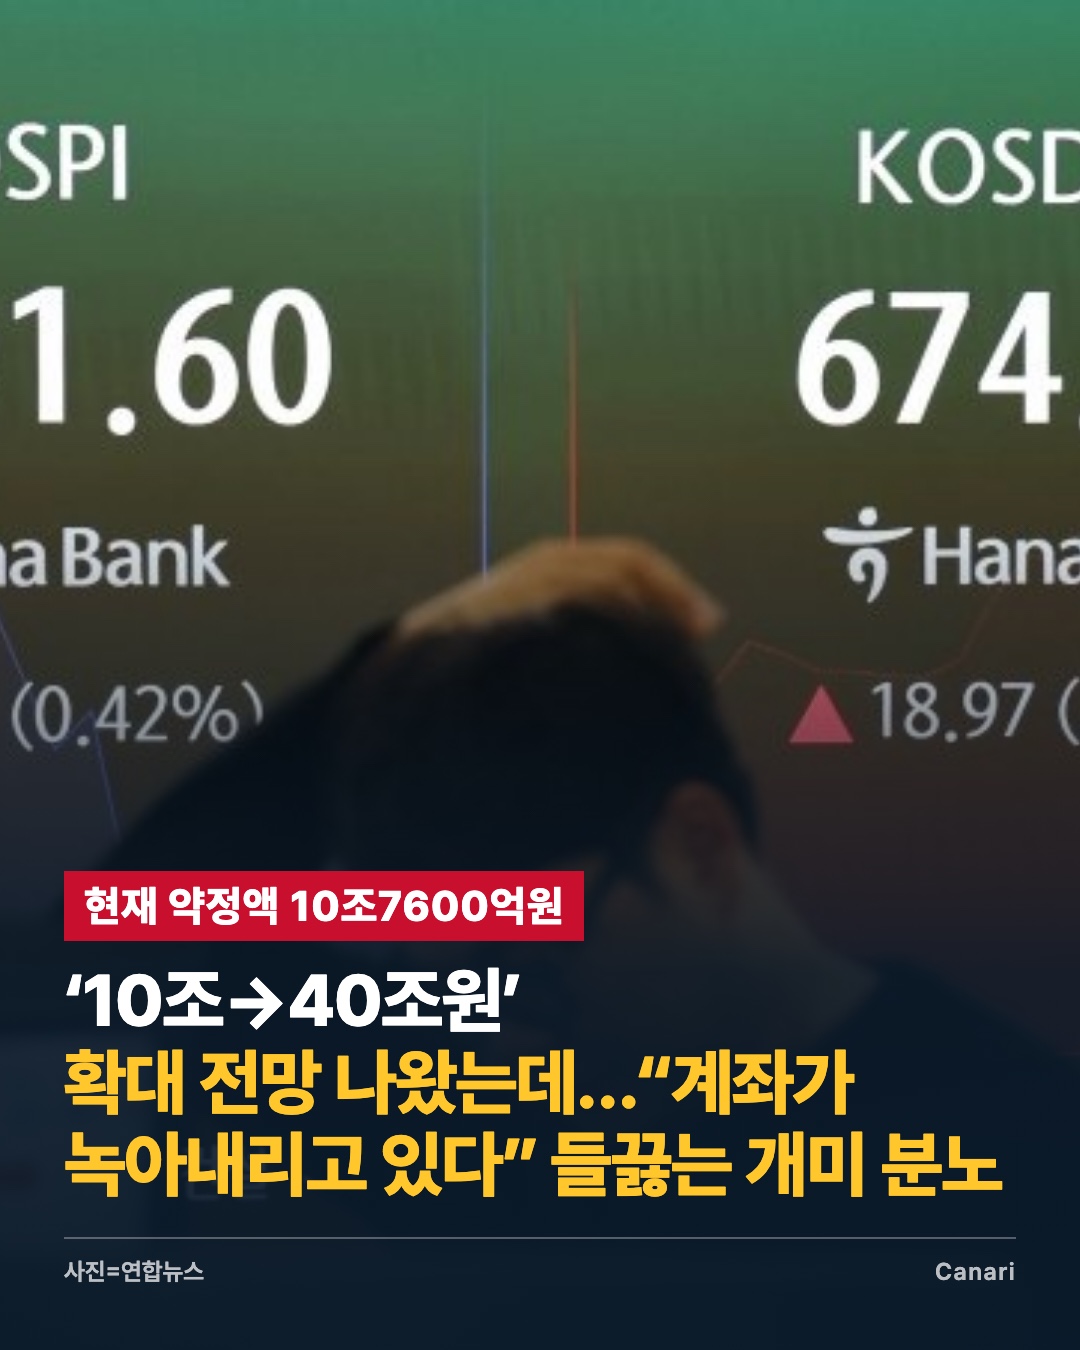 OSPI
KOSD
1.60
674.
na Bank
Hana
(0.42%)
▲ 18.97 (
현재 약정액 10조7600억원
‘10조→40조원’
확대 전망 나왔는데…“계좌가
녹아내리고 있다” 들끓는 개미 분노
사진=연합뉴스
Canari